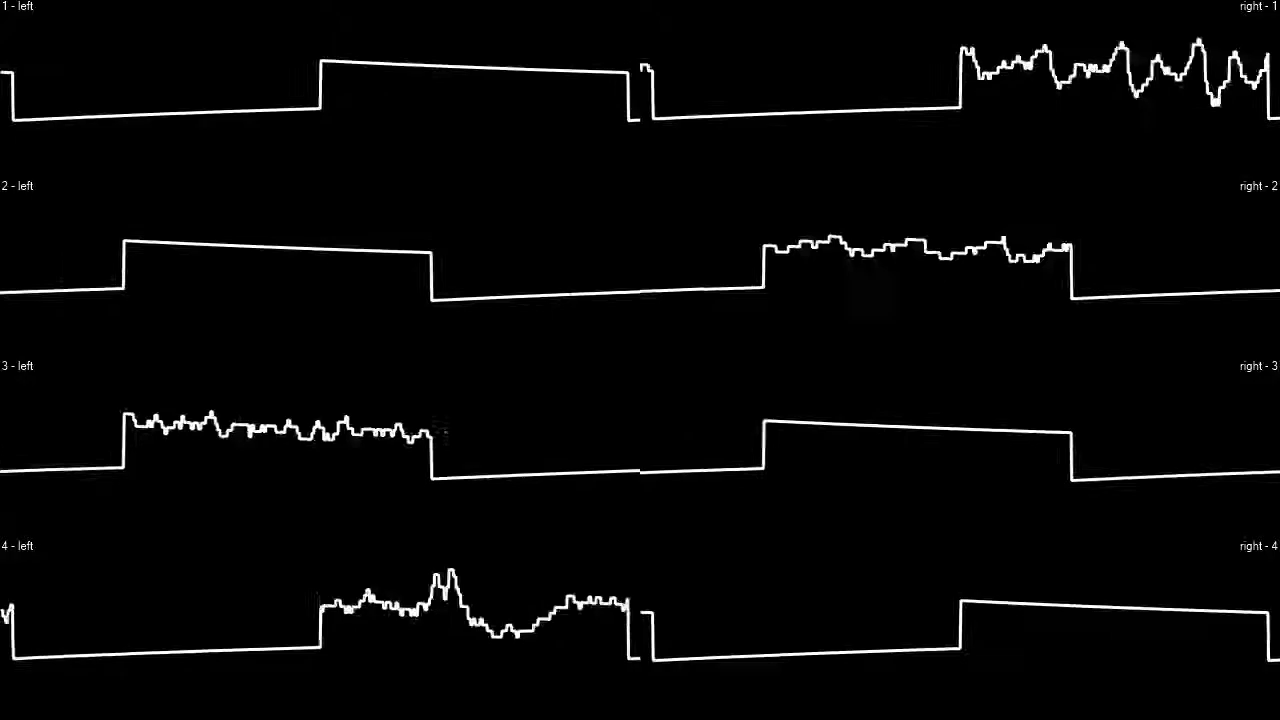 1 - left
right - 1
2 - left
right - 2
3 - left
right - 3
4 - left
right - 4